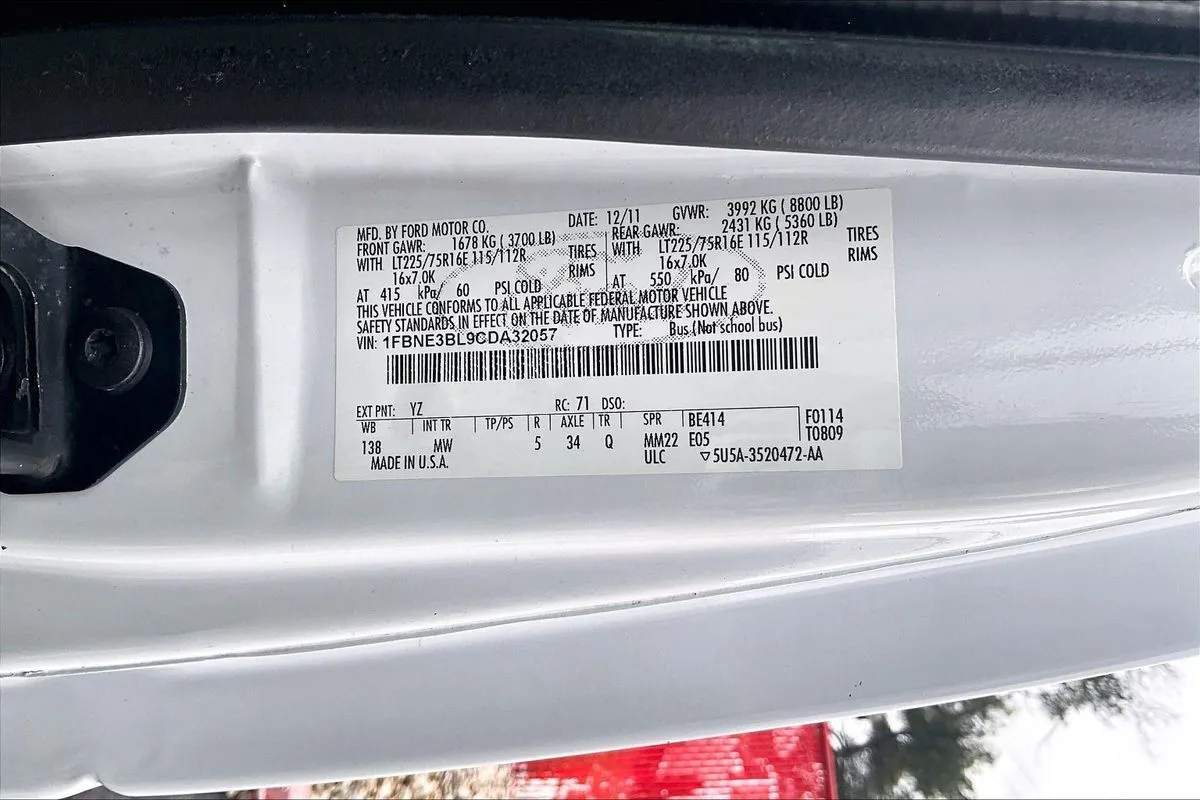 MFD. BY FORD MOTOR CO. DATE: 12/11 GVWR: 3992 KG ( 8800 LB)
FRONT GAWR: 1678 KG ( 3700 LB) REAR GAWR: 2431 KG ( 5360 LB)
WITH LT225/75R16E 115/112R TIRES WITH LT225/75R16E 115/112R TIRES
16x7.0K RIMS 16x7.0K RIMS
AT 415 kPa/ 60 PSI COLD AT 550 kPa/ 80 PSI COLD
THIS VEHICLE CONFORMS TO ALL APPLICABLE FEDERAL MOTOR VEHICLE
SAFETY STANDARDS IN EFFECT ON THE DATE OF MANUFACTURE SHOWN ABOVE.
VIN: 1FBNE3BL9CDA32057 TYPE: Bus (Not school bus)
EXT PNT: YZ RC: 71 DSO:
WB INT TR TP/PS R AXLE TR SPR BE414 F0114
138 MW 5 34 Q MM22 E05 T0809
MADE IN U.S.A. ULC ▽5U5A-3520472-AA